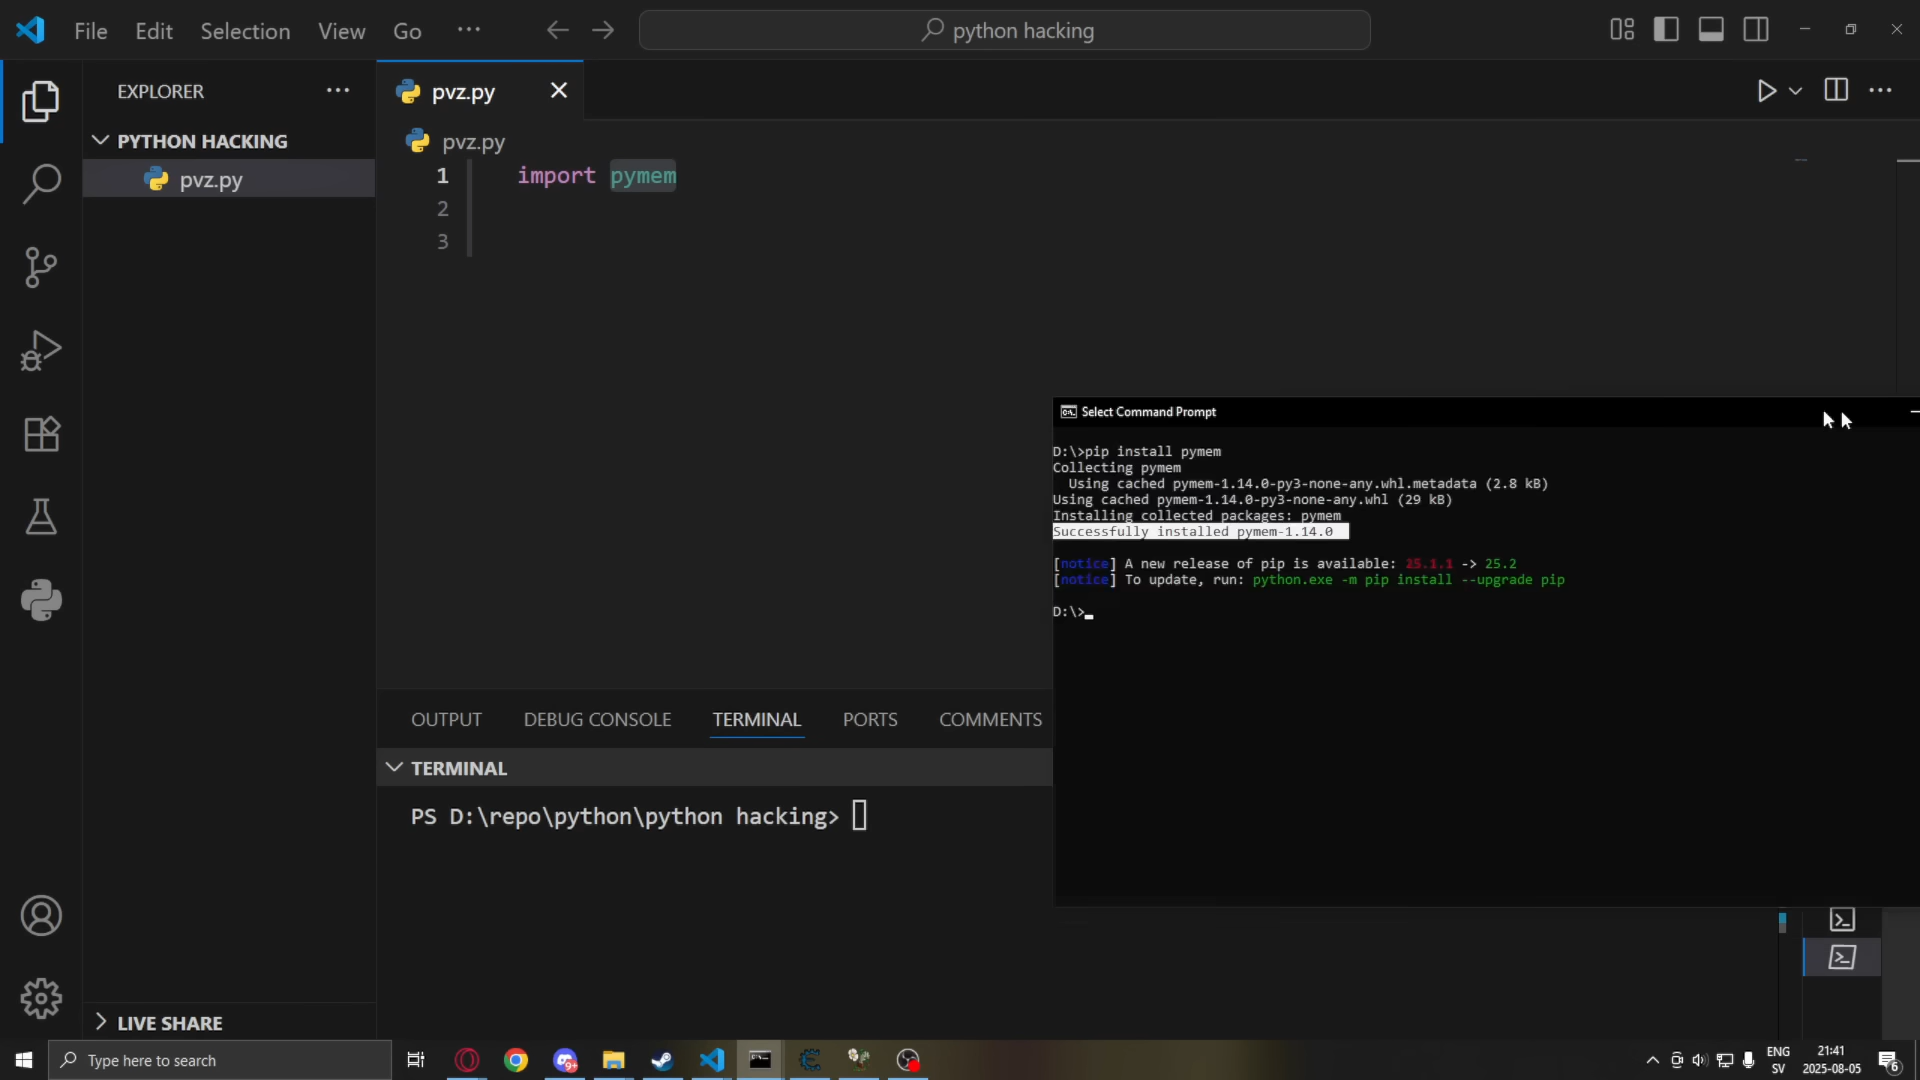 File Edit Selection View Go ···
python hacking
EXPLORER
PYTHON HACKING
pvz.py
LIVE SHARE
pvz.py
pvz.py
1 import pymem
2
3
OUTPUT DEBUG CONSOLE TERMINAL PORTS COMMENTS
TERMINAL
PS D:\repo\python\python hacking>
Select Command Prompt
D:\>pip install pymem
Collecting pymem
Using cached pymem-1.14.0-py3-none-any.whl.metadata (2.8 kB)
Using cached pymem-1.14.0-py3-none-any.whl (29 kB)
Installing collected packages: pymem
Successfully installed pymem-1.14.0
[notice] A new release of pip is available: 25.1.1 -> 25.2
[notice] To update, run: python.exe -m pip install --upgrade pip
D:\>
Type here to search
ENG
SV
21:41
2025-08-05
6
9+